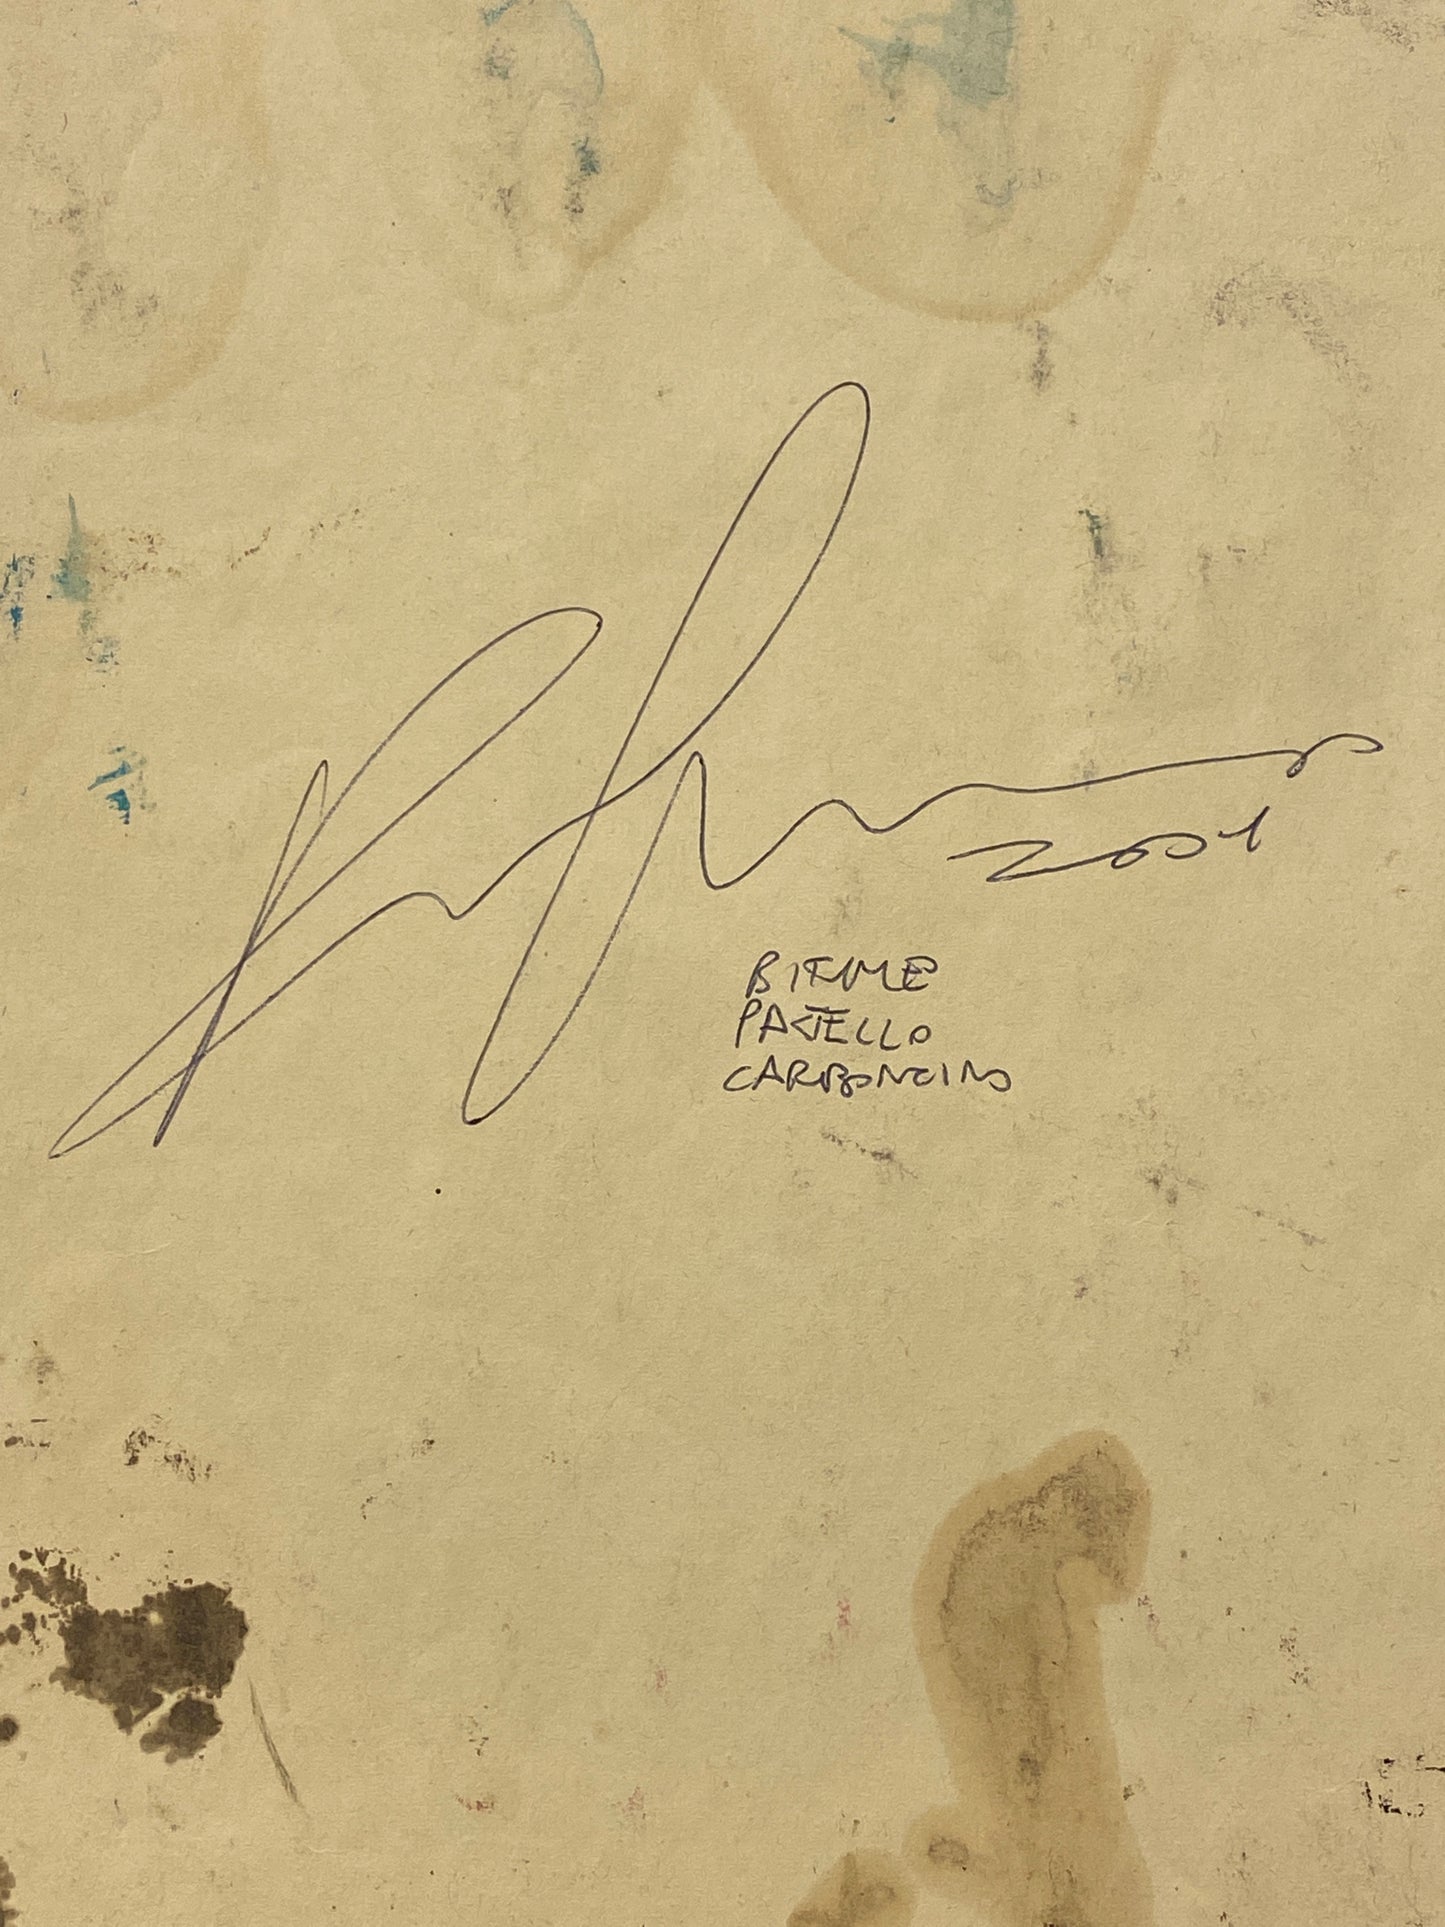 2001
BITUME
PASTELLO
CARBONCINO